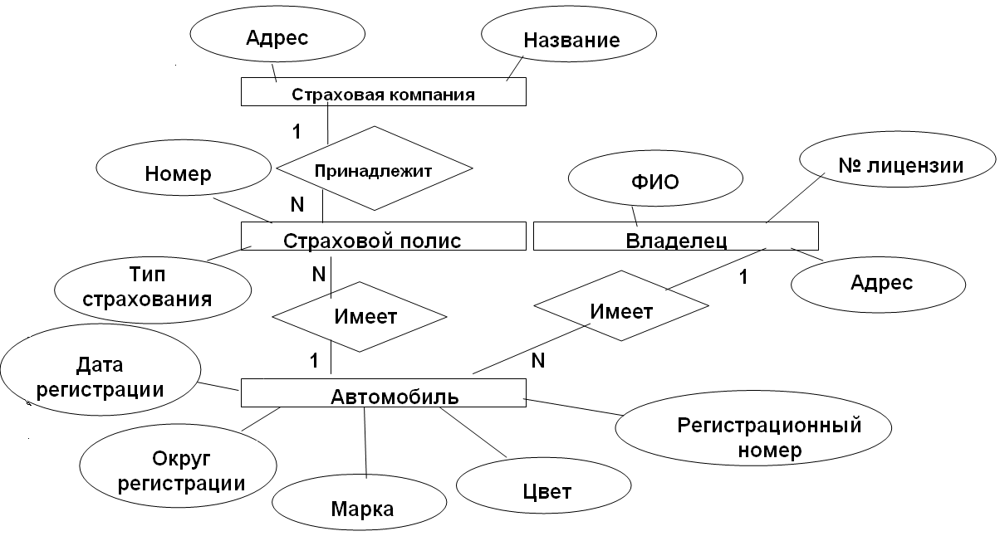 Адрес
Название
Страховая компания
1
Номер
Принадлежит
ФИО
№ лицензии
N
Страховой полис
Владелец
N
Тип
страхования
1
Адрес
Имеет
Имеет
1
N
Дата
регистрации
Автомобиль
Регистрационный
номер
Округ
регистрации
Марка
Цвет